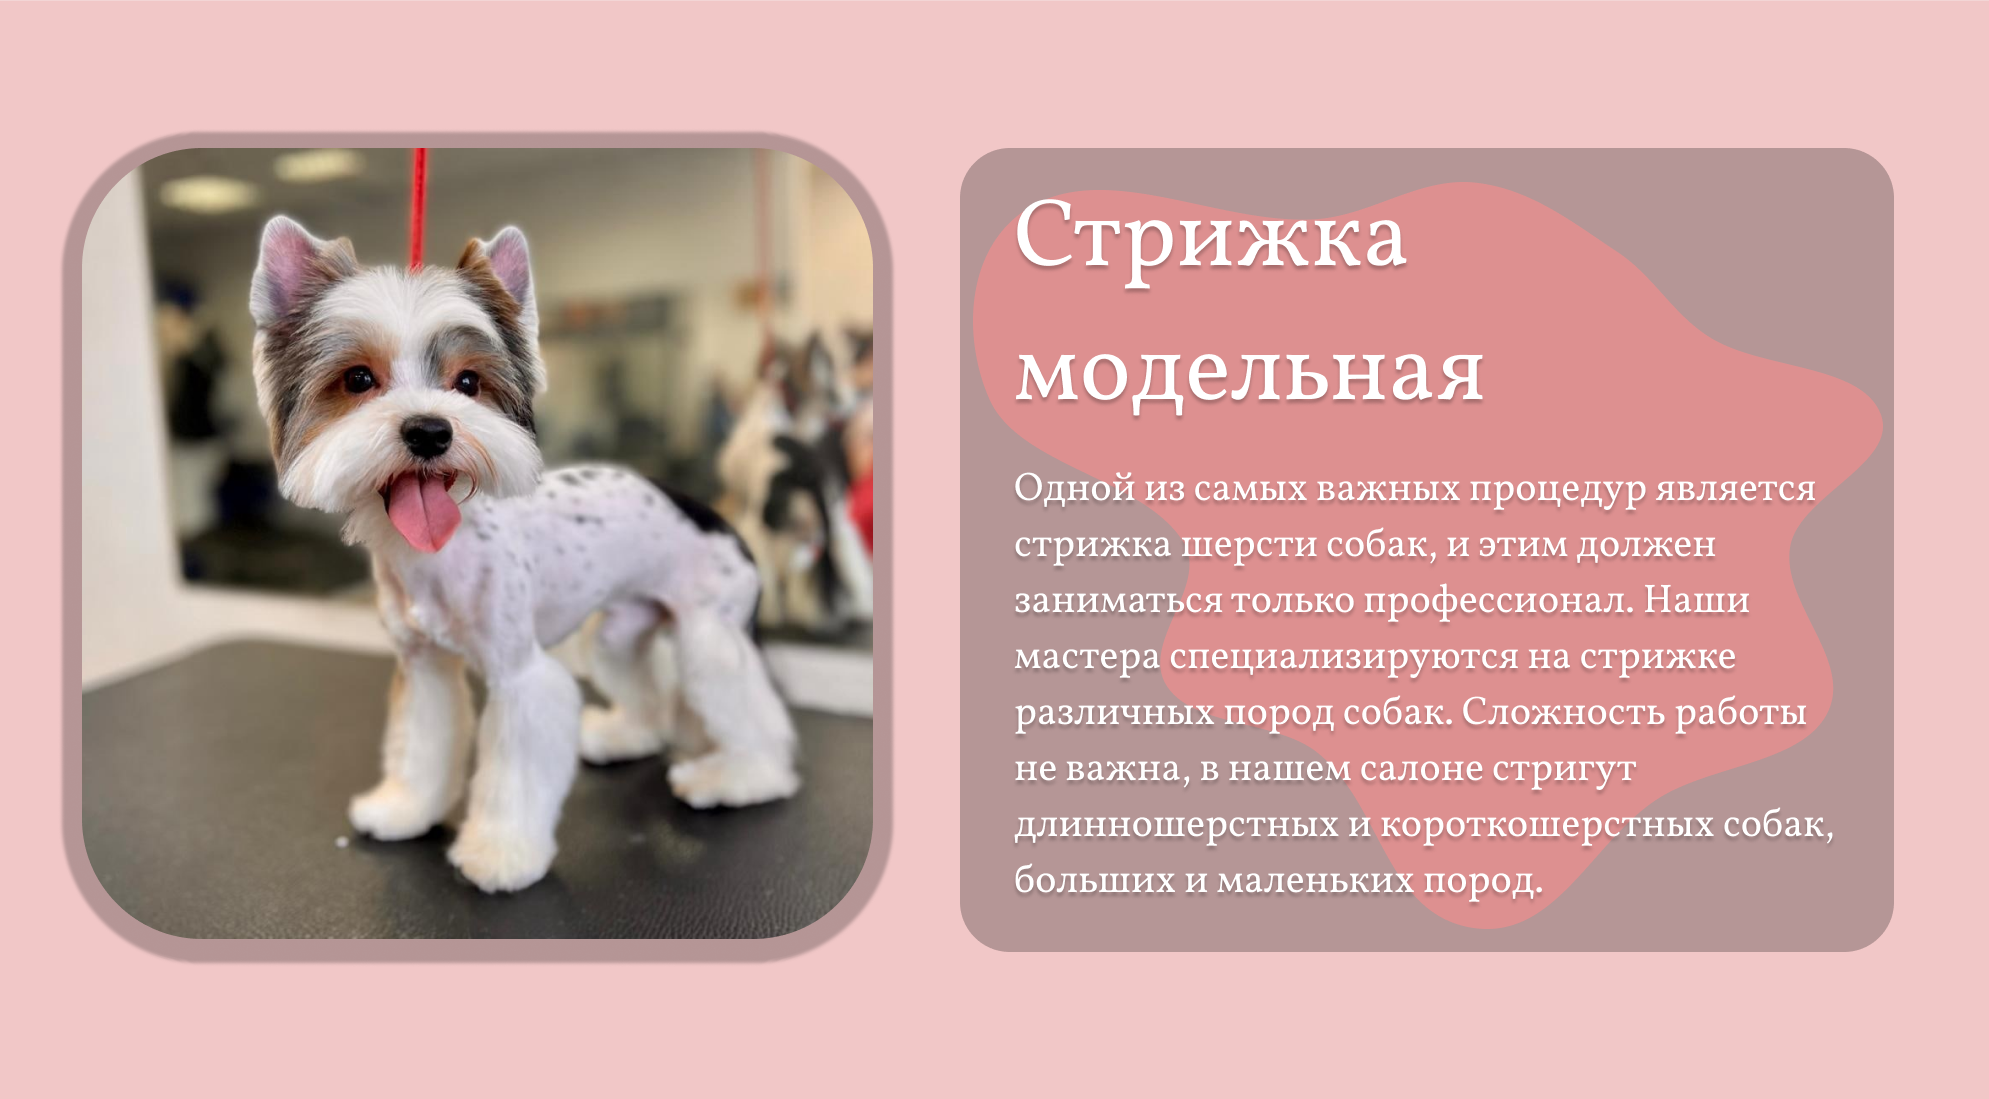 Стрижка
модельная
Одной из самых важных процедур является
стрижка шерсти собак, и этим должен
заниматься только профессионал. Наши
мастера специализируются на стрижке
различных пород собак. Сложность работы
не важна, в нашем салоне стригут
длинношерстных и короткошерстных собак,
больших и маленьких пород.